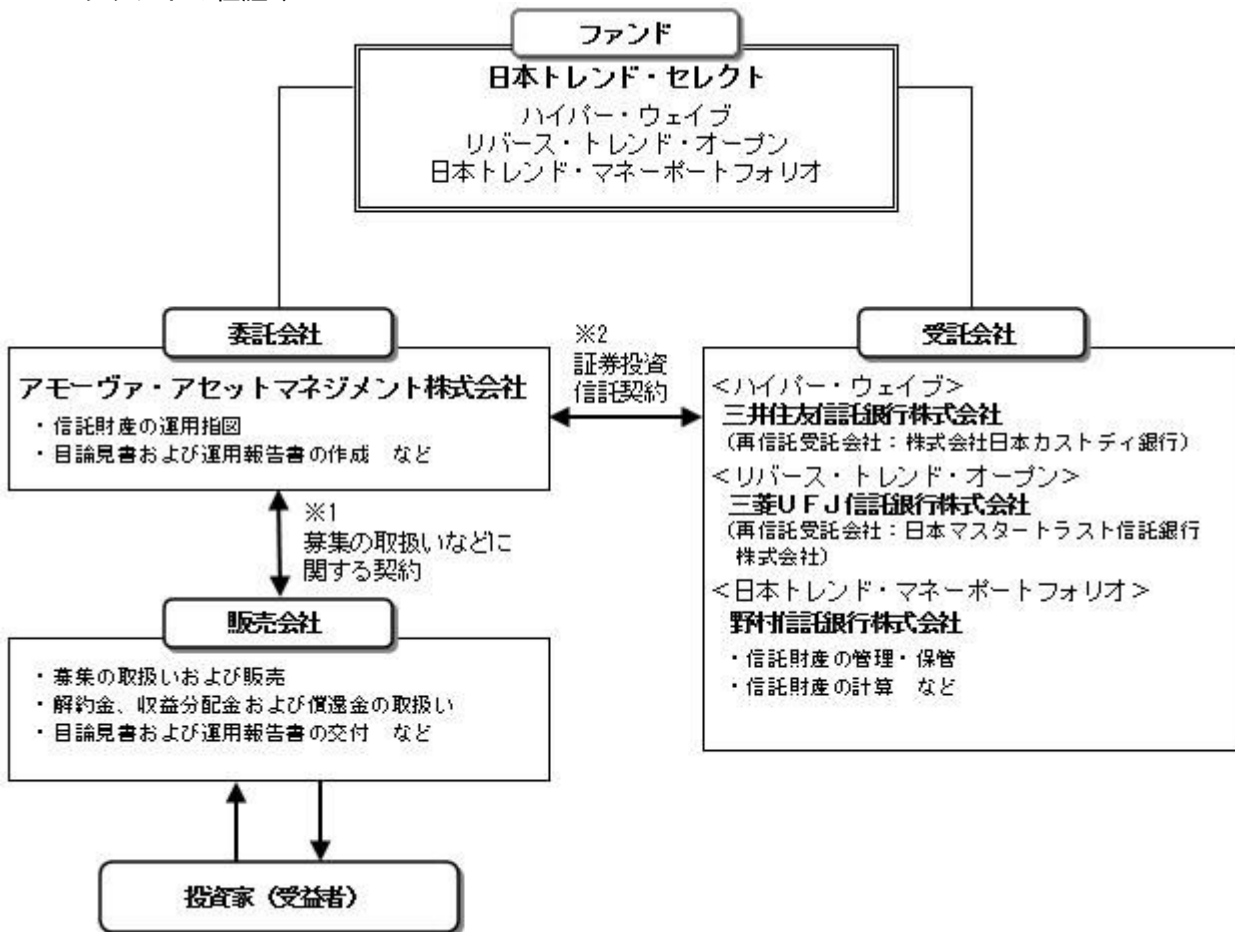 ファンド
日本トレンド・セレクト
ハイパー・ウェイブ
リバース・トレンド・オープン
日本トレンド・マネーポートフォリオ
委託会社
アモーヴァ・アセットマネジメント株式会社
・信託財産の運用指図
・目論見書および運用報告書の作成　など
※2
証券投資
信託契約
受託会社
＜ハイパー・ウェイブ＞
三井住友信託銀行株式会社
（再信託受託会社：株式会社日本カストディ銀行）
＜リバース・トレンド・オープン＞
三菱ＵＦＪ信託銀行株式会社
（再信託受託会社：日本マスタートラスト信託銀行
株式会社）
＜日本トレンド・マネーポートフォリオ＞
野村信託銀行株式会社
・信託財産の管理・保管
・信託財産の計算　など
※1
募集の取扱いなどに
関する契約
販売会社
・募集の取扱いおよび販売
・解約金、収益分配金および償還金の取扱い
・目論見書および運用報告書の交付　など
投資家（受益者）